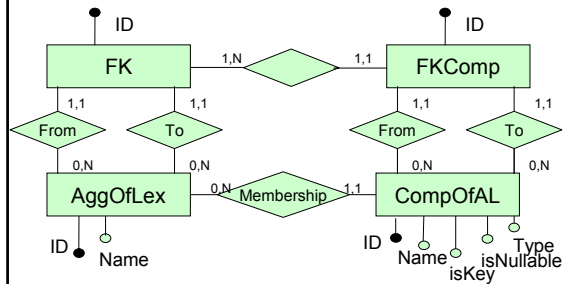 ID
ID
FK
1,N
1,1
FKComp
1,1
1,1
1,1
1,1
From
To
From
To
0,N
0,N
0,N
0,N
AggOfLex
0,N
Membership
1,1
CompOfAL
ID
Name
ID
Name
isKey
isNullable
Type